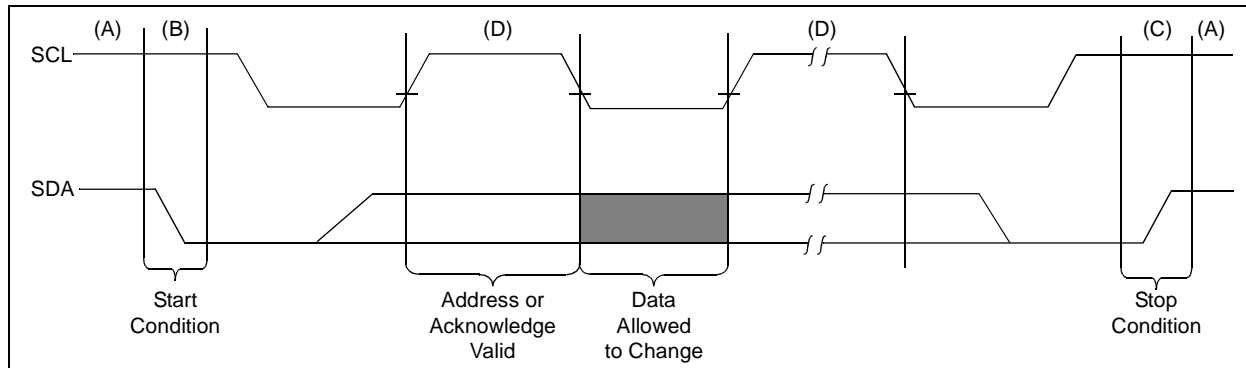 (A) (B) (D) (D) (C) (A)
SCL
SDA
Start
Condition
Address or
Acknowledge
Valid
Data
Allowed
to Change
Stop
Condition